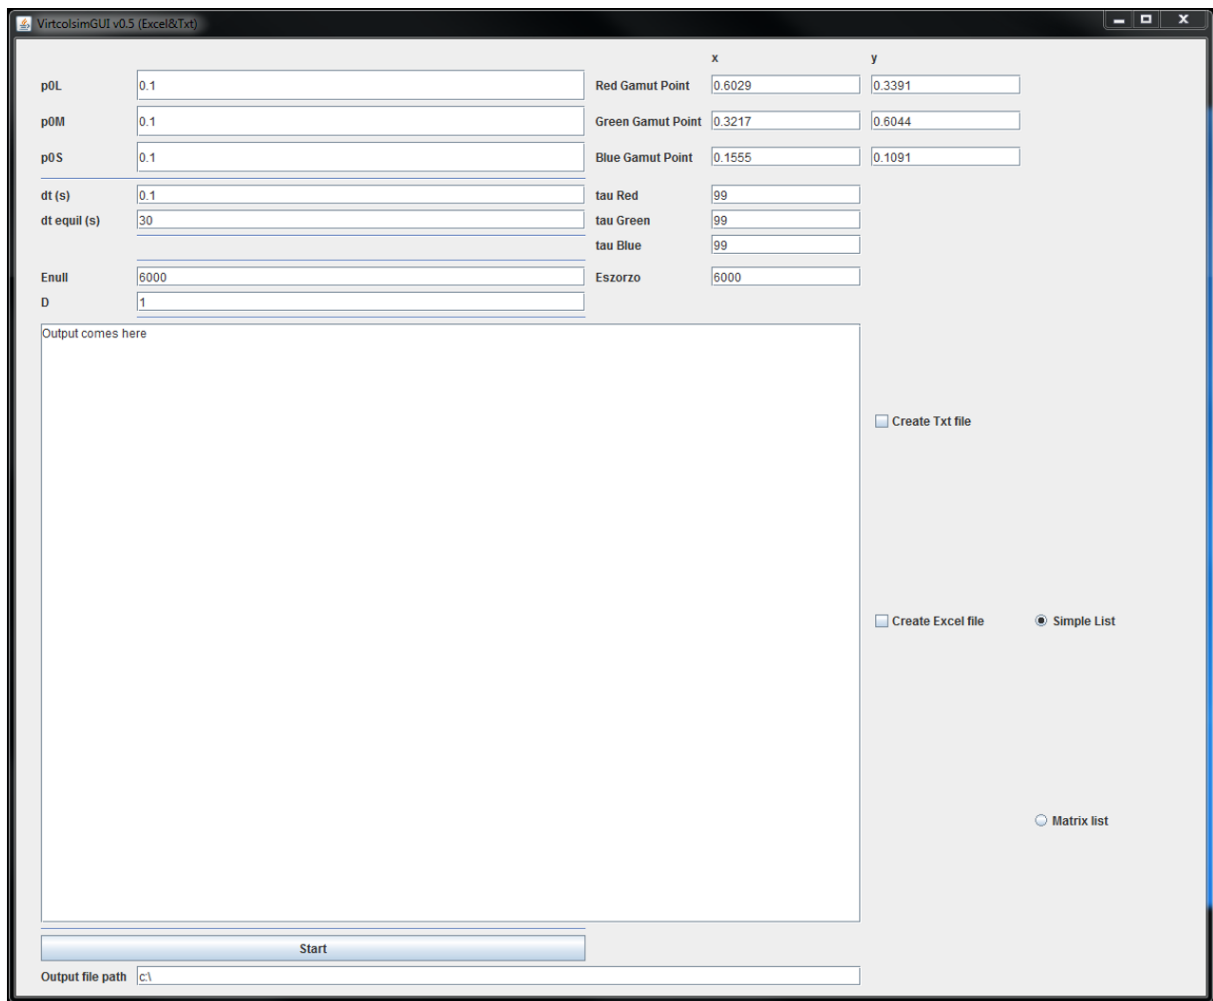 VirtcolsimGUI v0.5 (Excel&Txt)
x y
p0L 0.1 Red Gamut Point 0.6029 0.3391
p0M 0.1 Green Gamut Point 0.3217 0.6044
p0S 0.1 Blue Gamut Point 0.1555 0.1091
dt (s) 0.1 tau Red 99
dt equil (s) 30 tau Green 99
tau Blue 99
Enull 6000 Eszorzo 6000
D 1
Output comes here
Create Txt file
Create Excel file Simple List
Matrix list
Start
Output file path c:\